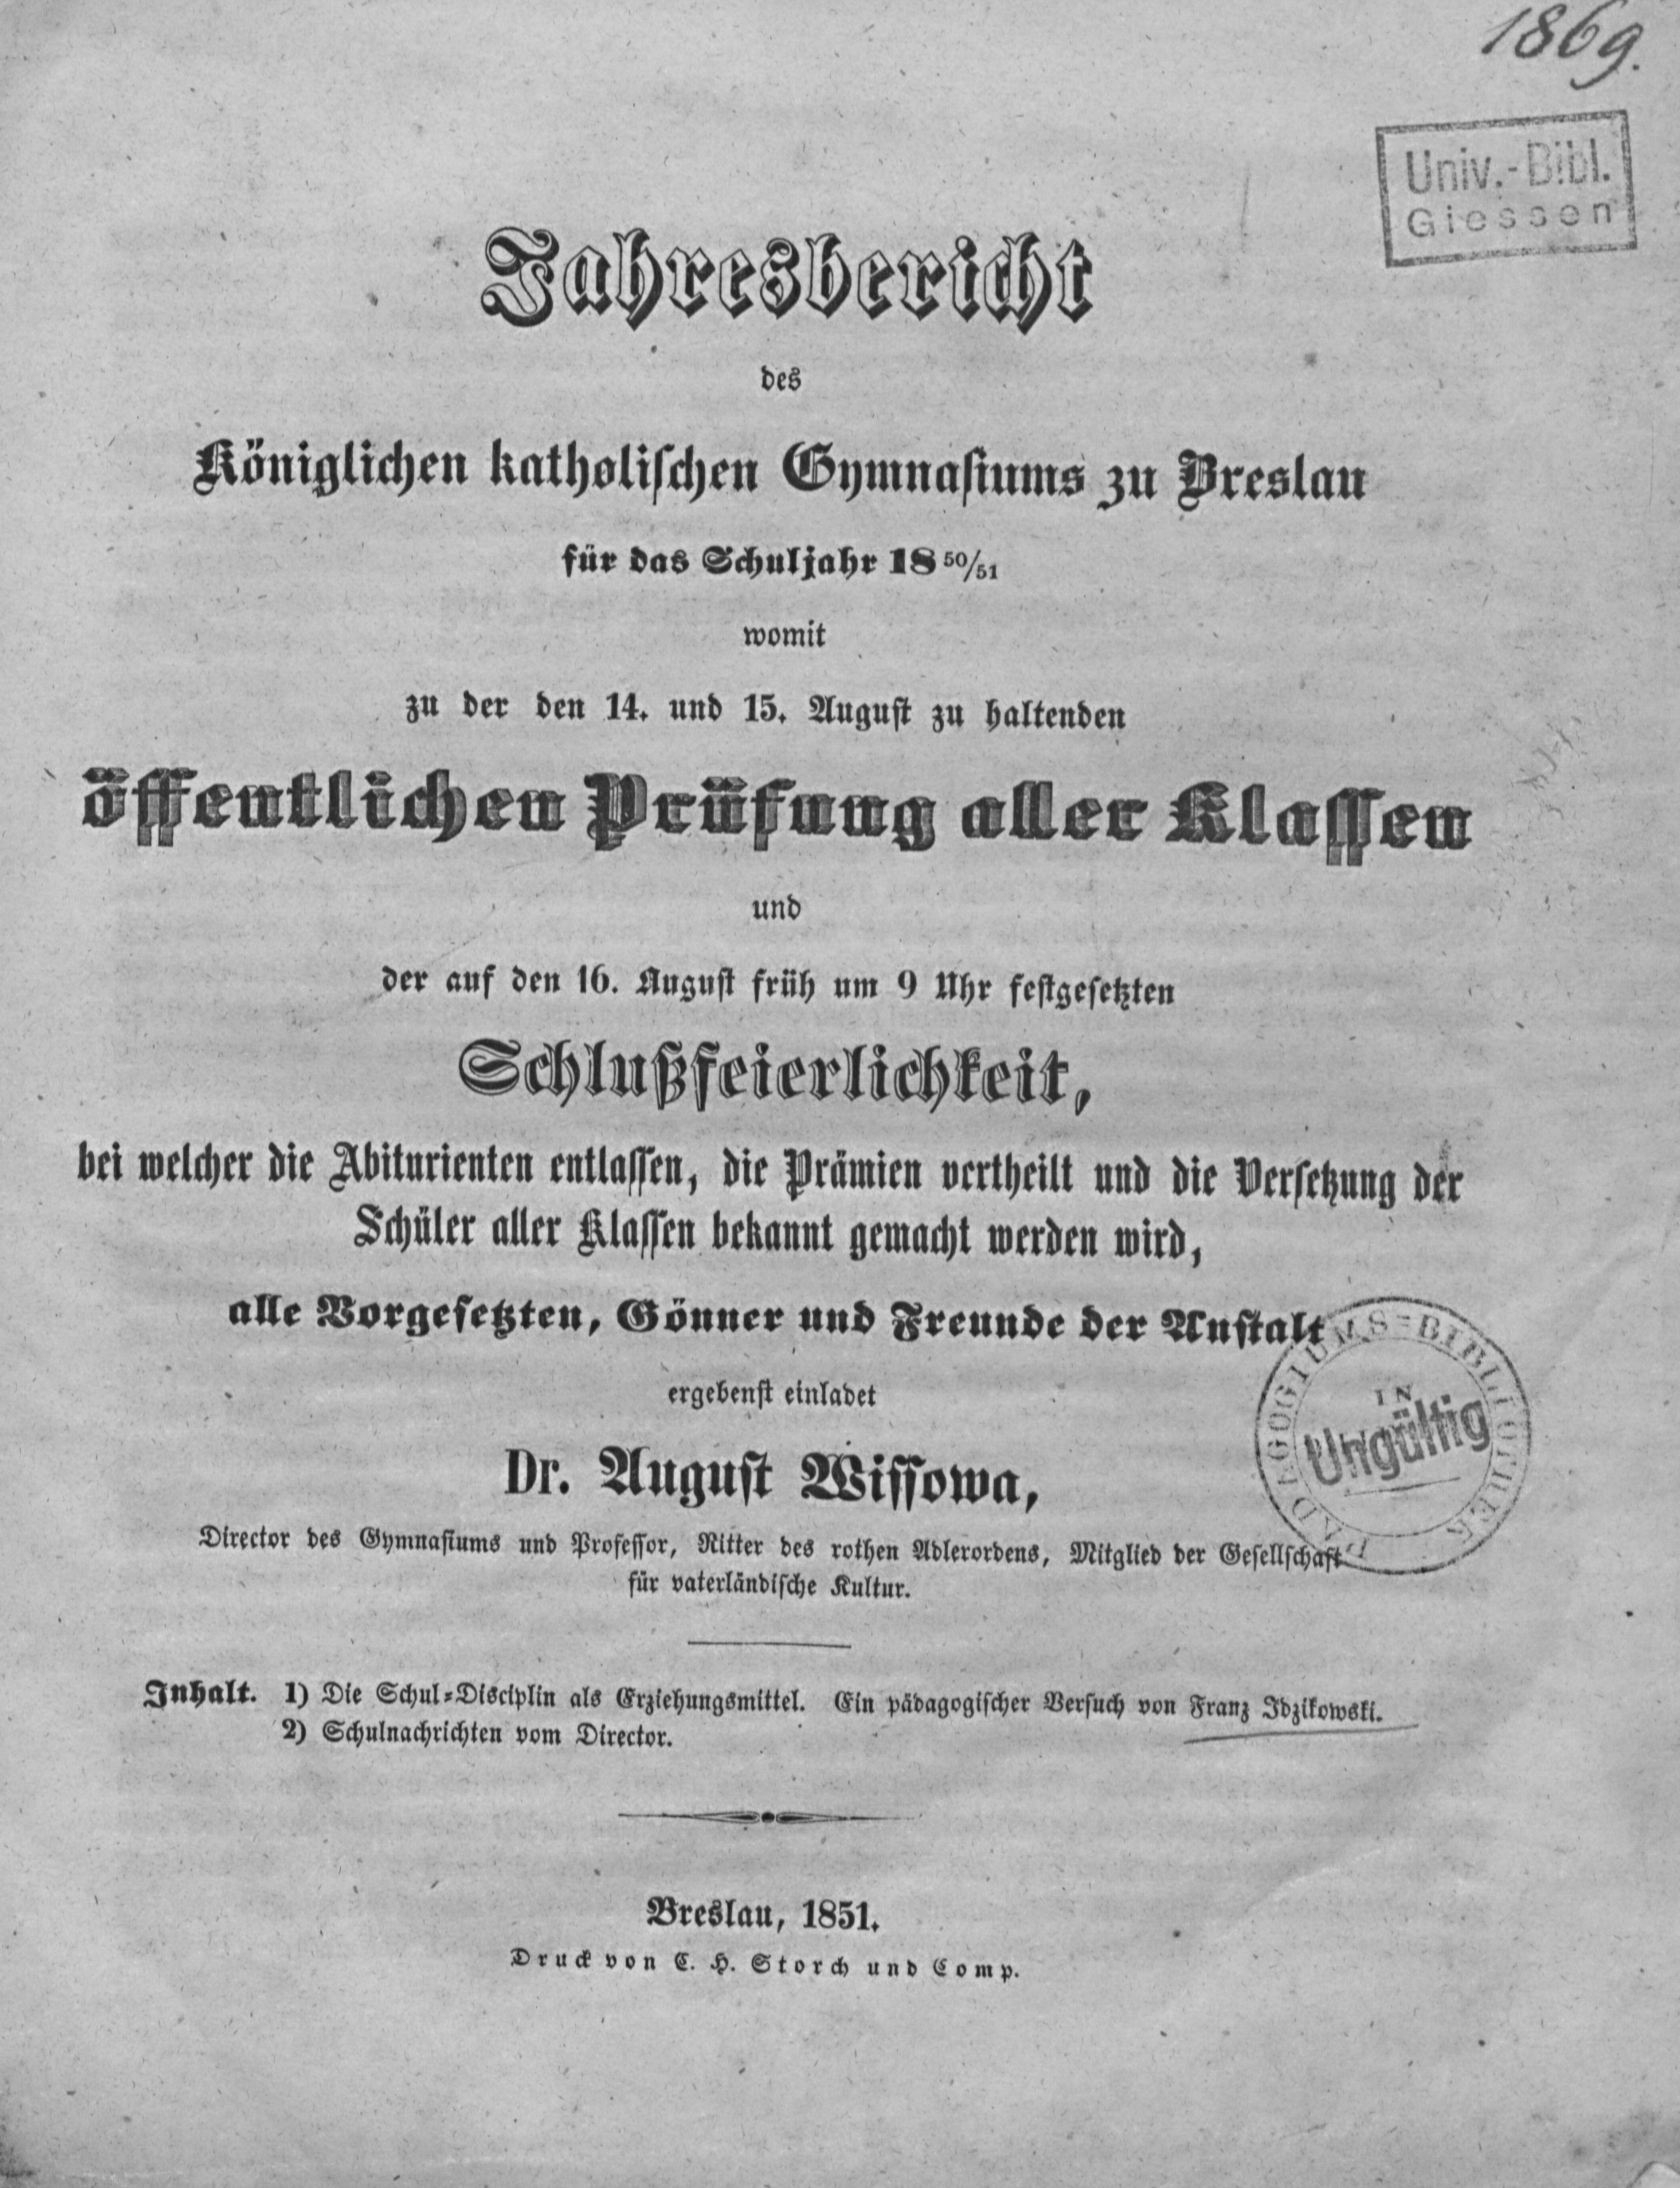 1869.
Univ.-Bibl.
Giessen
Jahresbericht
des
Königlichen katholischen Gymnasiums zu Breslau
für das Schuljahr 18 50/51
womit
zu der den 14. und 15. August zu haltenden
öffentlichen Prüfung aller Klassen
und
der auf den 16. August früh um 9 Uhr festgesetzten
Schlußfeierlichkeit,
bei welcher die Abiturienten entlassen, die Prämien vertheilt und die Versetzung der
Schüler aller Klassen bekannt gemacht werden wird,
alle Vorgesetzten, Gönner und Freunde der Anstalt
ergebenst einladet
PÄDAGOGIUMS-BIBLIOTHEK
IN
Ungültig
Dr. August Wissowa,
Director des Gymnasiums und Professor, Ritter des rothen Adlerordens, Mitglied der Gesellschaft
für vaterländische Kultur.
Inhalt. 1) Die Schul-Disciplin als Erziehungsmittel. Ein pädagogischer Versuch von Franz Idzikowski.
2) Schulnachrichten vom Director.
Breslau, 1851.
Druck von C. H. Storch und Comp.